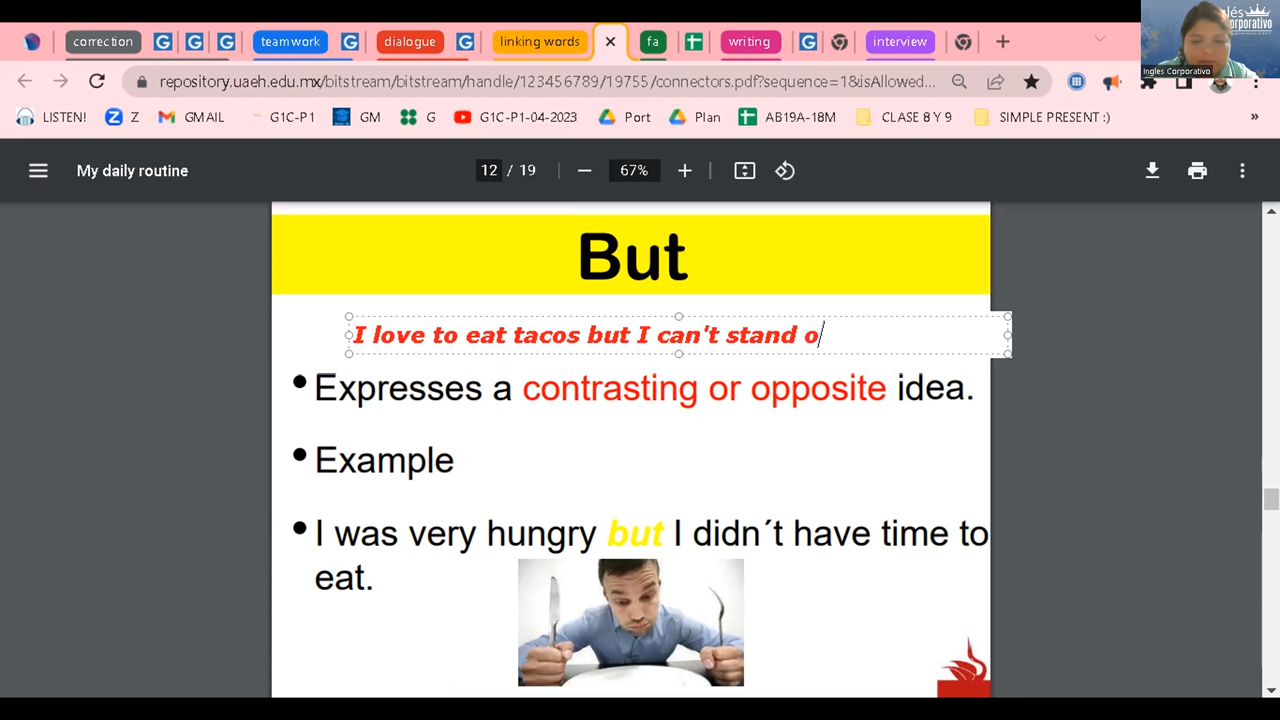 correction
teamwork
dialogue
linking words
fa
writing
interview
Ingles Corporativo
repository.uaeh.edu.mx/bitstream/bitstream/handle/123456789/19755/connectors.pdf?sequence=1&isAllowed...
LISTEN!
Z
GMAIL
G1C-P1
GM
G
G1C-P1-04-2023
Port
Plan
AB19A-18M
CLASE 8 Y 9
SIMPLE PRESENT :)
»
My daily routine
12 / 19
67%
But
I love to eat tacos but I can't stand o
• Expresses a contrasting or opposite idea.
• Example
• I was very hungry but I didn´t have time to
eat.